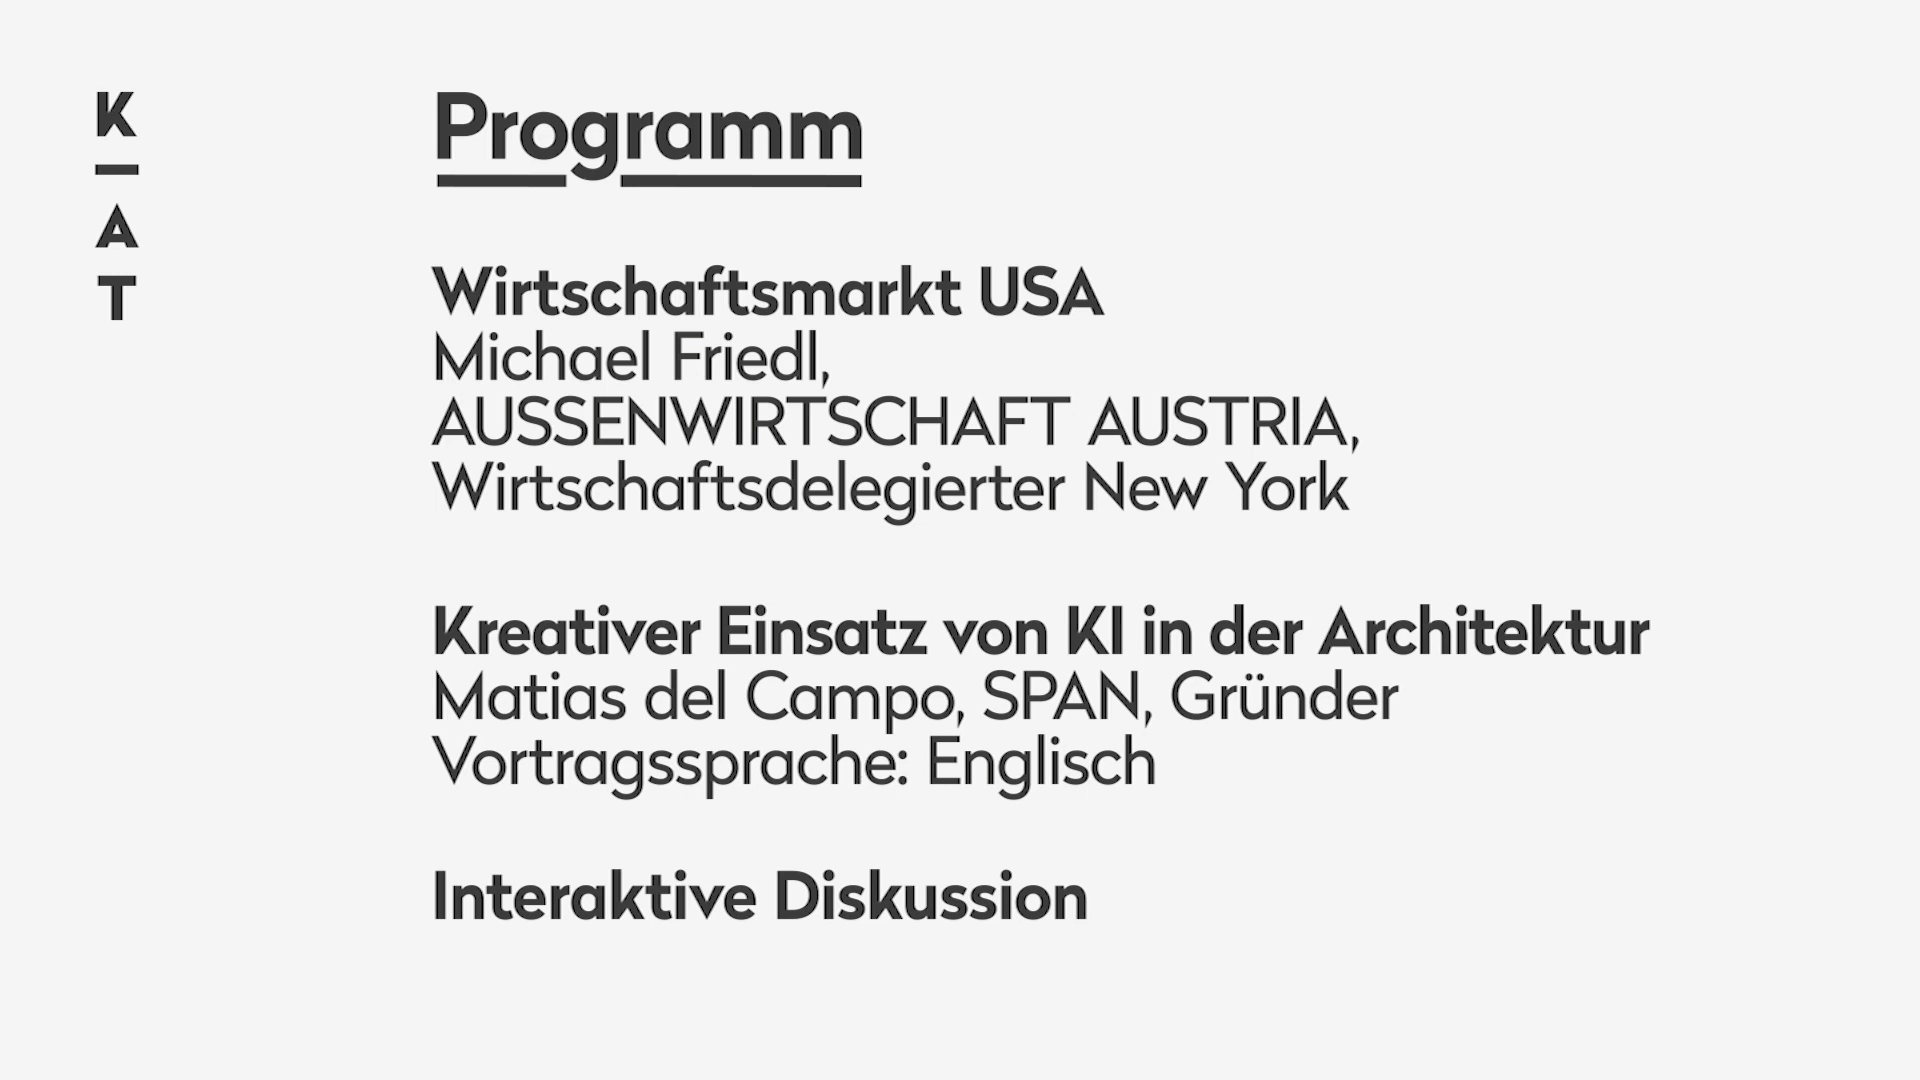 K
—
A
T
Programm
Wirtschaftsmarkt USA
Michael Friedl,
AUSSENWIRTSCHAFT AUSTRIA,
Wirtschaftsdelegierter New York
Kreativer Einsatz von KI in der Architektur
Matias del Campo, SPAN, Gründer
Vortragssprache: Englisch
Interaktive Diskussion